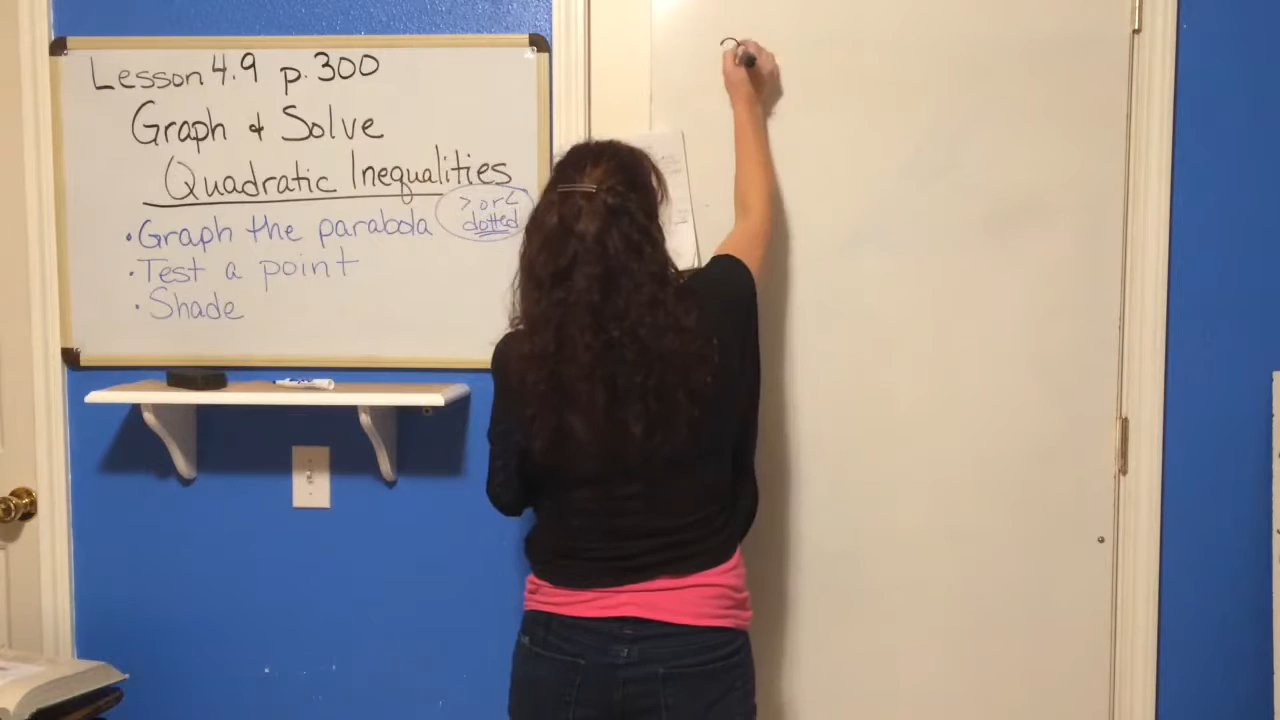 Lesson 4.9 p. 300
Graph & Solve
Quadratic Inequalities
• Graph the parabola
> or <
dotted
• Test a point
• Shade